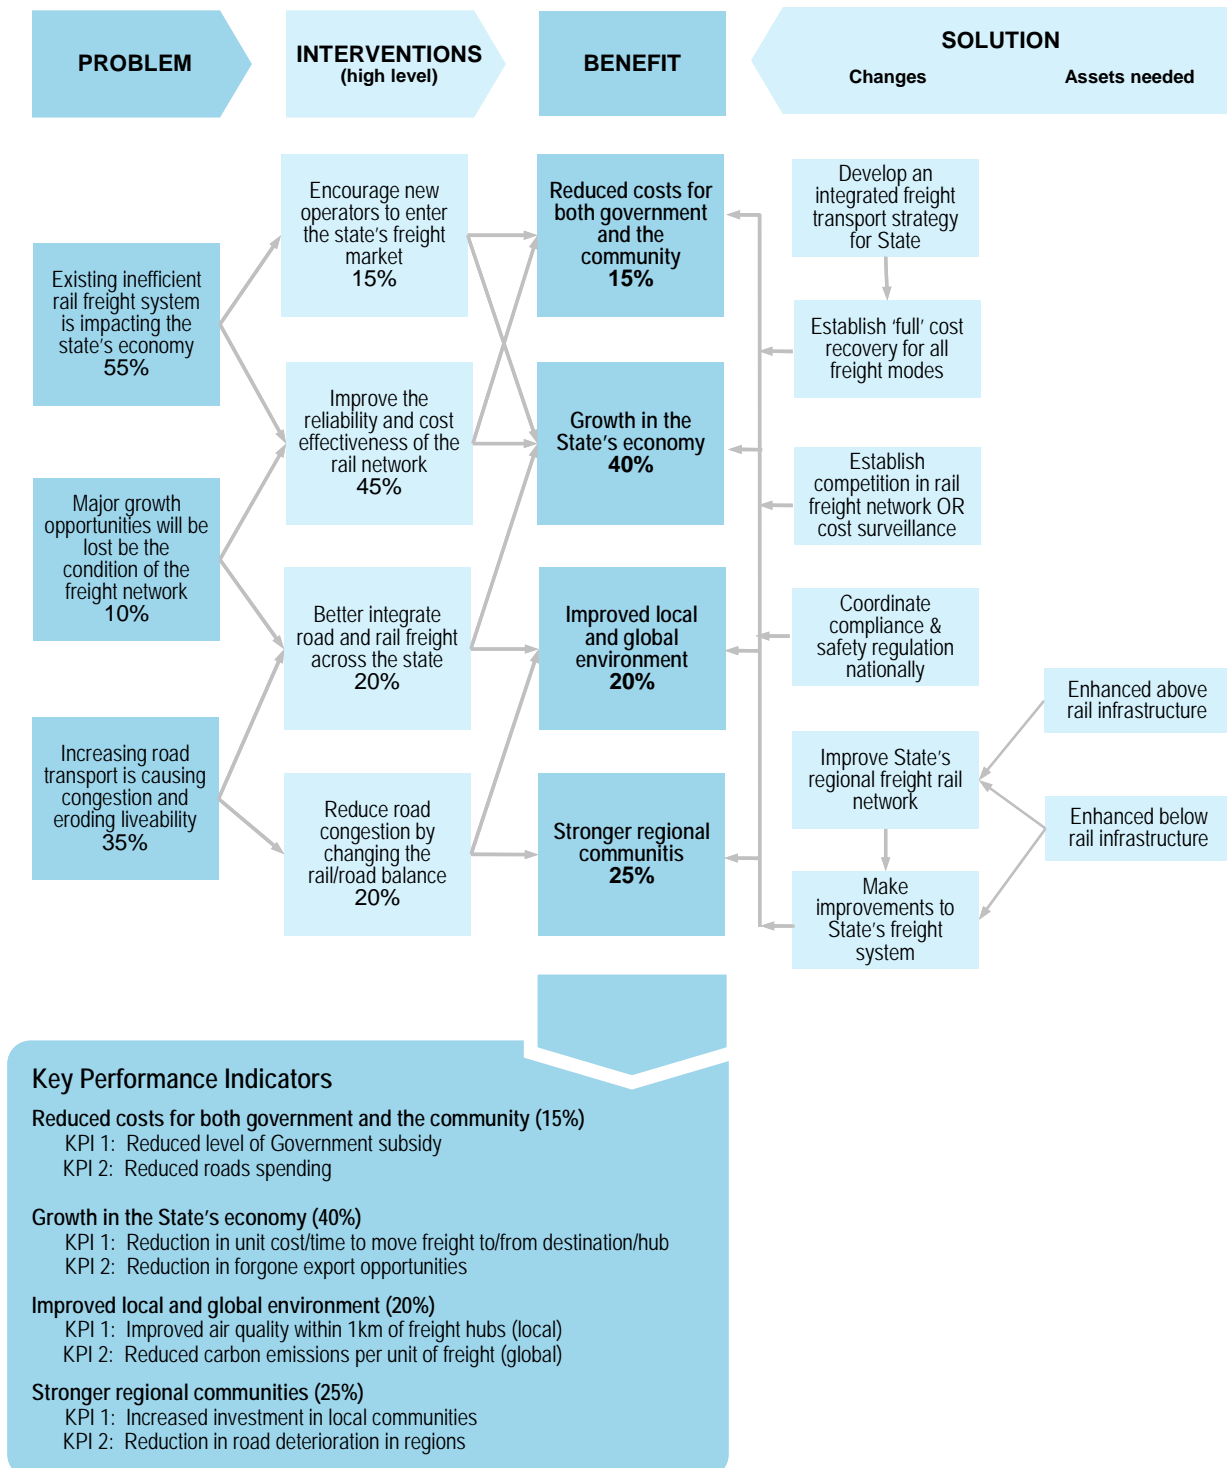 PROBLEM
INTERVENTIONS
(high level)
BENEFIT
SOLUTION
Changes
Assets needed
Existing inefficient
rail freight system
is impacting the
state's economy
55%
Major growth
opportunities will be
lost be the
condition of the
freight network
10%
Increasing road
transport is causing
congestion and
eroding liveability
35%
Encourage new
operators to enter
the state's freight
market
15%
Improve the
reliability and cost
effectiveness of the
rail network
45%
Better integrate
road and rail freight
across the state
20%
Reduce road
congestion by
changing the
rail/road balance
20%
Reduced costs for
both government
and the
community
15%
Growth in the
State's economy
40%
Improved local
and global
environment
20%
Stronger regional
communitis
25%
Develop an
integrated freight
transport strategy
for State
Establish 'full' cost
recovery for all
freight modes
Establish
competition in rail
freight network OR
cost surveillance
Coordinate
compliance &
safety regulation
nationally
Improve State's
regional freight rail
network
Make
improvements to
State's freight
system
Enhanced above
rail infrastructure
Enhanced below
rail infrastructure
Key Performance Indicators
Reduced costs for both government and the community (15%)
KPI 1: Reduced level of Government subsidy
KPI 2: Reduced roads spending
Growth in the State's economy (40%)
KPI 1: Reduction in unit cost/time to move freight to/from destination/hub
KPI 2: Reduction in forgone export opportunities
Improved local and global environment (20%)
KPI 1: Improved air quality within 1km of freight hubs (local)
KPI 2: Reduced carbon emissions per unit of freight (global)
Stronger regional communities (25%)
KPI 1: Increased investment in local communities
KPI 2: Reduction in road deterioration in regions